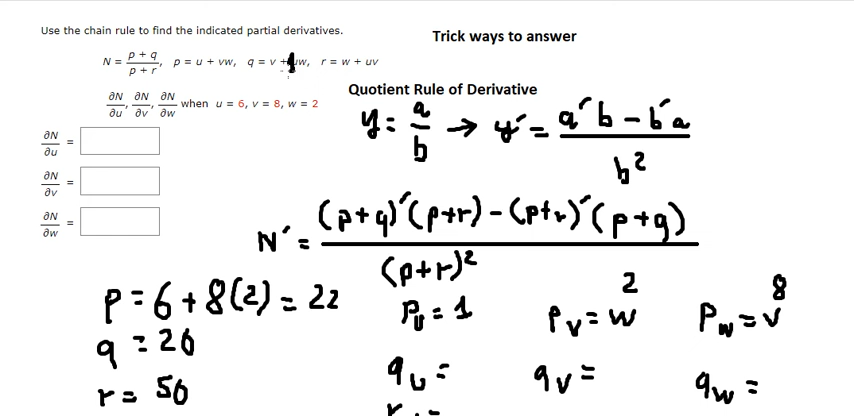 Use the chain rule to find the indicated partial derivatives.
Trick ways to answer
N = (p + q)/(p + r), p = u + vw, q = v + uw, r = w + uv
∂N/∂u, ∂N/∂v, ∂N/∂w when u = 6, v = 8, w = 2
Quotient Rule of Derivative
y = a/b → y′ = (a′b - b′a)/b²
∂N/∂u =
∂N/∂v =
∂N/∂w =
N′ = ((p+q)′(p+r) - (p+r)′(p+q))/(p+r)²
p = 6 + 8(2) = 22
q = 20
r = 50
Pu = 1
Pv = w 2
Pw = v 8
qu =
qv =
qw =